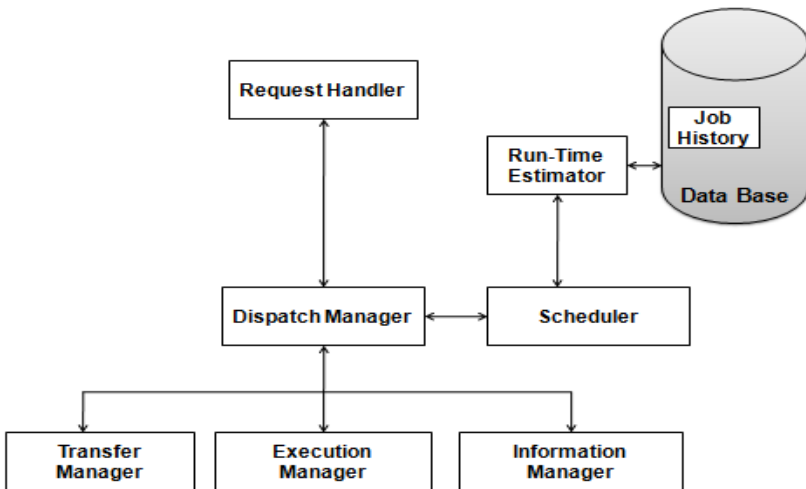 Request Handler
Job
History
Run-Time
Estimator
Data Base
Dispatch Manager
Scheduler
Transfer
Manager
Execution
Manager
Information
Manager